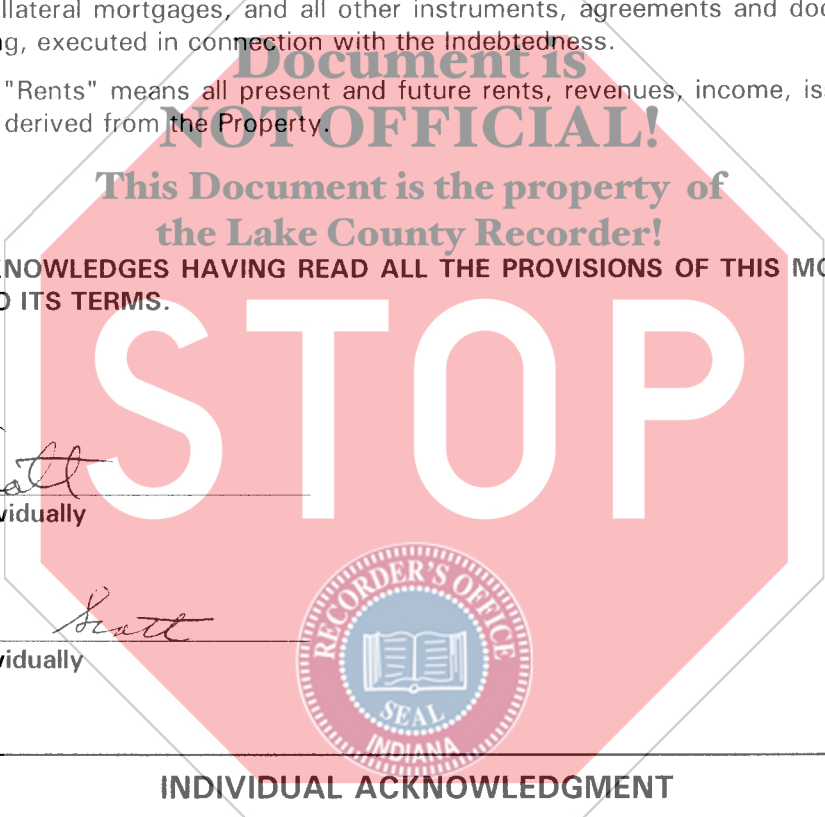 llateral mortgages, and all other instruments, agreements and doc
g, executed in connection with the Indebtedness.
Document is
"Rents" means all present and future rents, revenues, income, is
NOT OFFICIAL!
derived from the Property.
This Document is the property of
the Lake County Recorder!
KNOWLEDGES HAVING READ ALL THE PROVISIONS OF THIS MO
O ITS TERMS.
STOP
vidually
Scott
vidually
RECORDER'S OFFICE
SEAL
INDIANA
INDIVIDUAL ACKNOWLEDGMENT